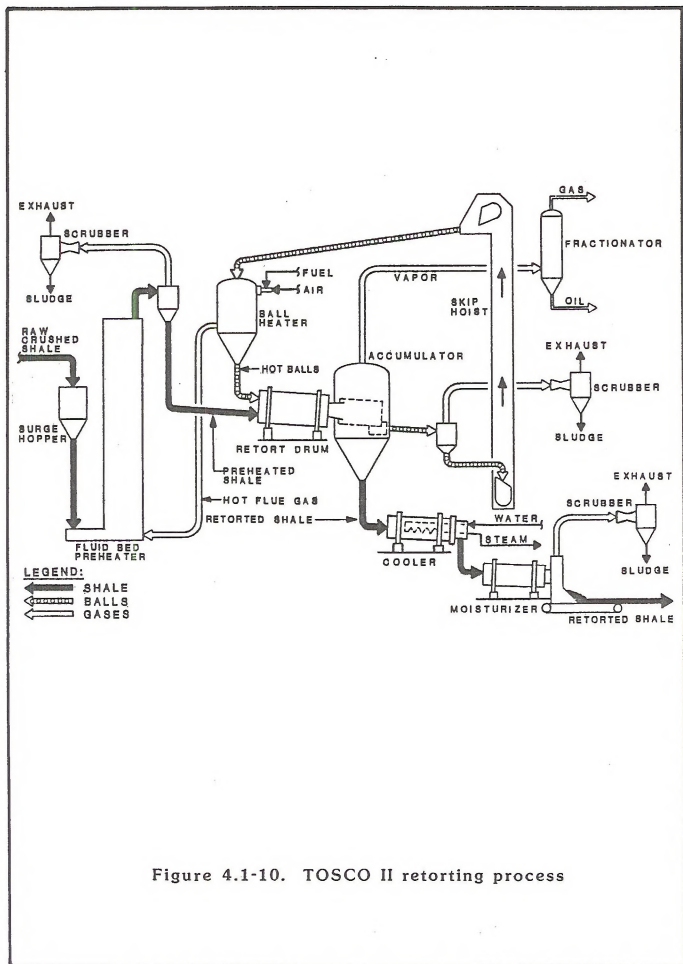 GAS
EXHAUST
SCRUBBER
FRACTIONATOR
FUEL
AIR
VAPOR
SLUDGE
BALL
HEATER
SKIP
HOIST
OIL
RAW
CRUSHED
SHALE
ACCUMULATOR
EXHAUST
HOT BALLS
SCRUBBER
SURGE
HOPPER
RETORT DRUM
SLUDGE
PREHEATED
SHALE
EXHAUST
HOT FLUE GAS
SCRUBBER
RETORTED SHALE
WATER
STEAM
FLUID BED
PREHEATER
COOLER
SLUDGE
LEGEND:
SHALE
BALLS
GASES
MOISTURIZER
RETORTED SHALE
Figure 4.1-10. TOSCO II retorting process